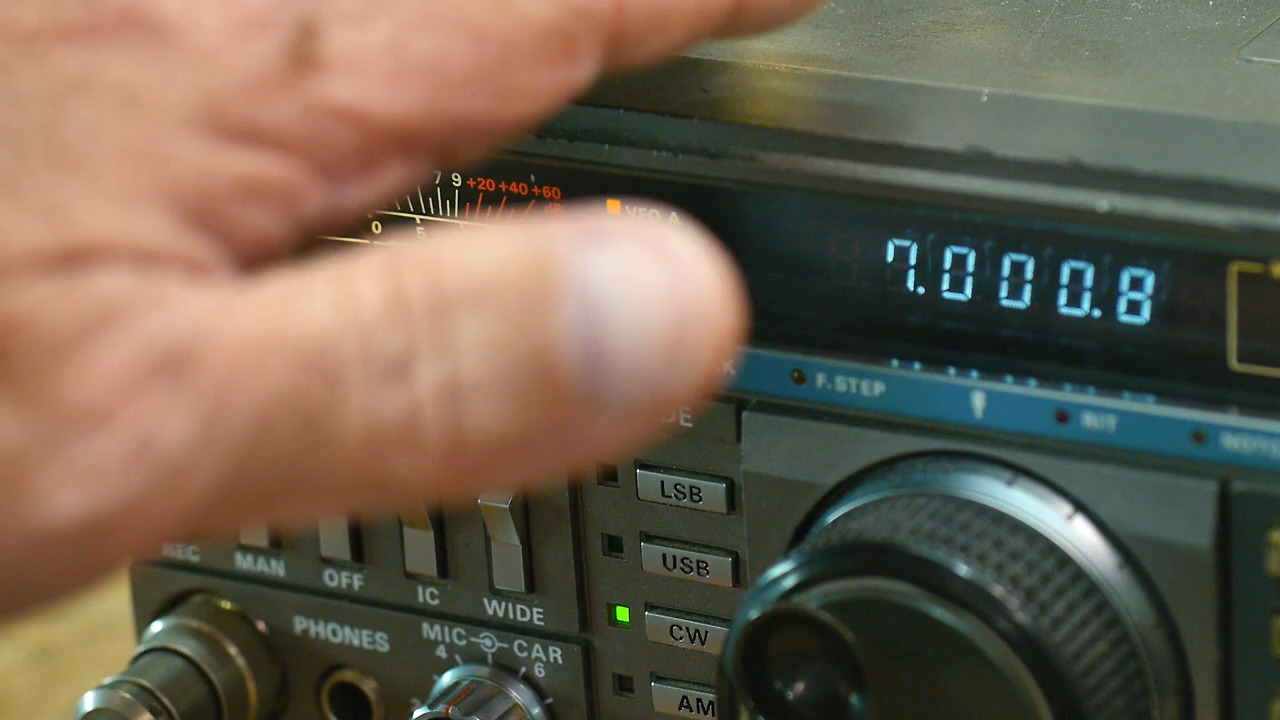 7 9 +20 +40 +60
0 5
VFO A
7.000.8
F.STEP
RIT
LSB
USB
CW
AM
REC
MAN
OFF
IC
WIDE
PHONES
MIC CAR
4 6